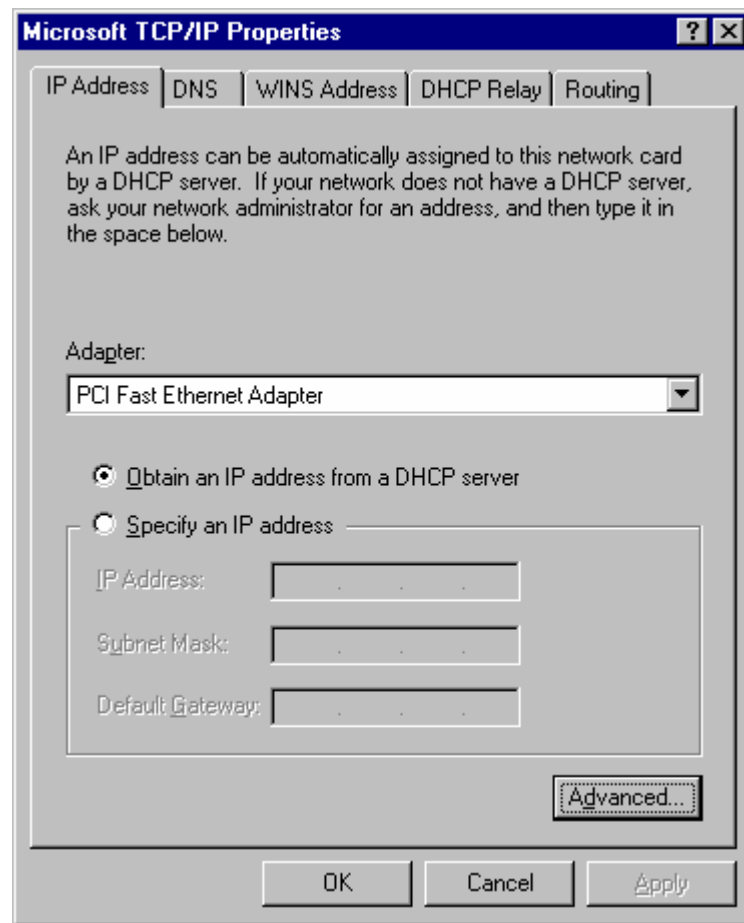 Microsoft TCP/IP Properties
IP Address DNS WINS Address DHCP Relay Routing
An IP address can be automatically assigned to this network card
by a DHCP server. If your network does not have a DHCP server,
ask your network administrator for an address, and then type it in
the space below.
Adapter:
PCI Fast Ethernet Adapter
Obtain an IP address from a DHCP server
Specify an IP address
IP Address:
Subnet Mask:
Default Gateway:
Advanced...
OK Cancel Apply